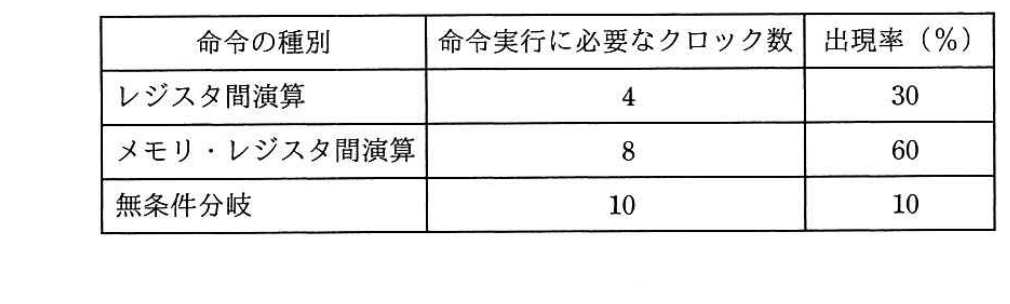 命令の種別 命令実行に必要なクロック数 出現率（％）
レジスタ間演算 4 30
メモリ・レジスタ間演算 8 60
無条件分岐 10 10